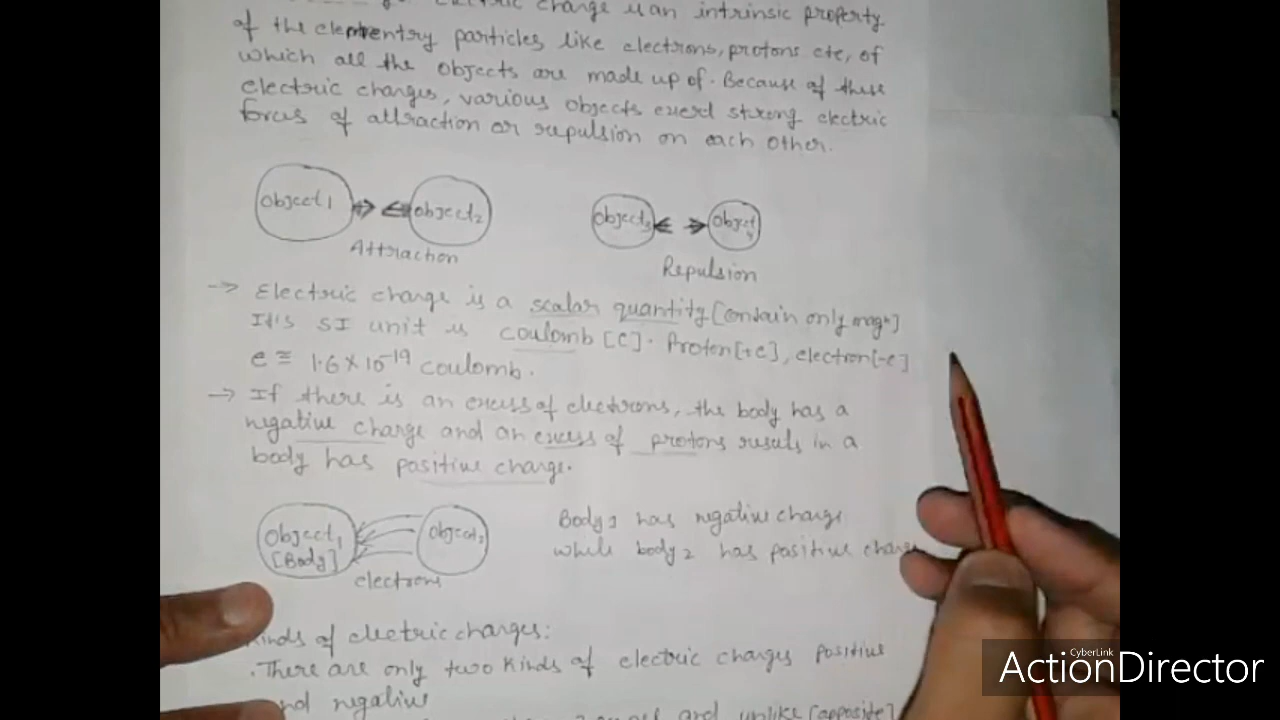 Electric charge is an intrinsic property
of the elementry particles like electrons, protons etc, of
which all the objects are made up of. Because of these
electric charges, various objects exerd strong electric
forces of attraction or repulsion on each other.
Object1 Object2 Object3 Object4
Attraction
Repulsion
→ Electric charge is a scalar quantity [Contain only magn]
It's SI unit is coulomb [C]. Proton[+e], electron[-e]
e ≅ 1.6 × 10⁻¹⁹ coulomb.
→ If there is an excess of electrons, the body has a
negative charge and an excess of protons results in a
body has positive charge.
Object1 [Body] Object2
electrons
Body1 has negative charge
while body2 has positive charge
Kinds of electric charges:
.There are only two kinds of electric charges positive
and negative
and unlike [opposite]
CyberLink
ActionDirector